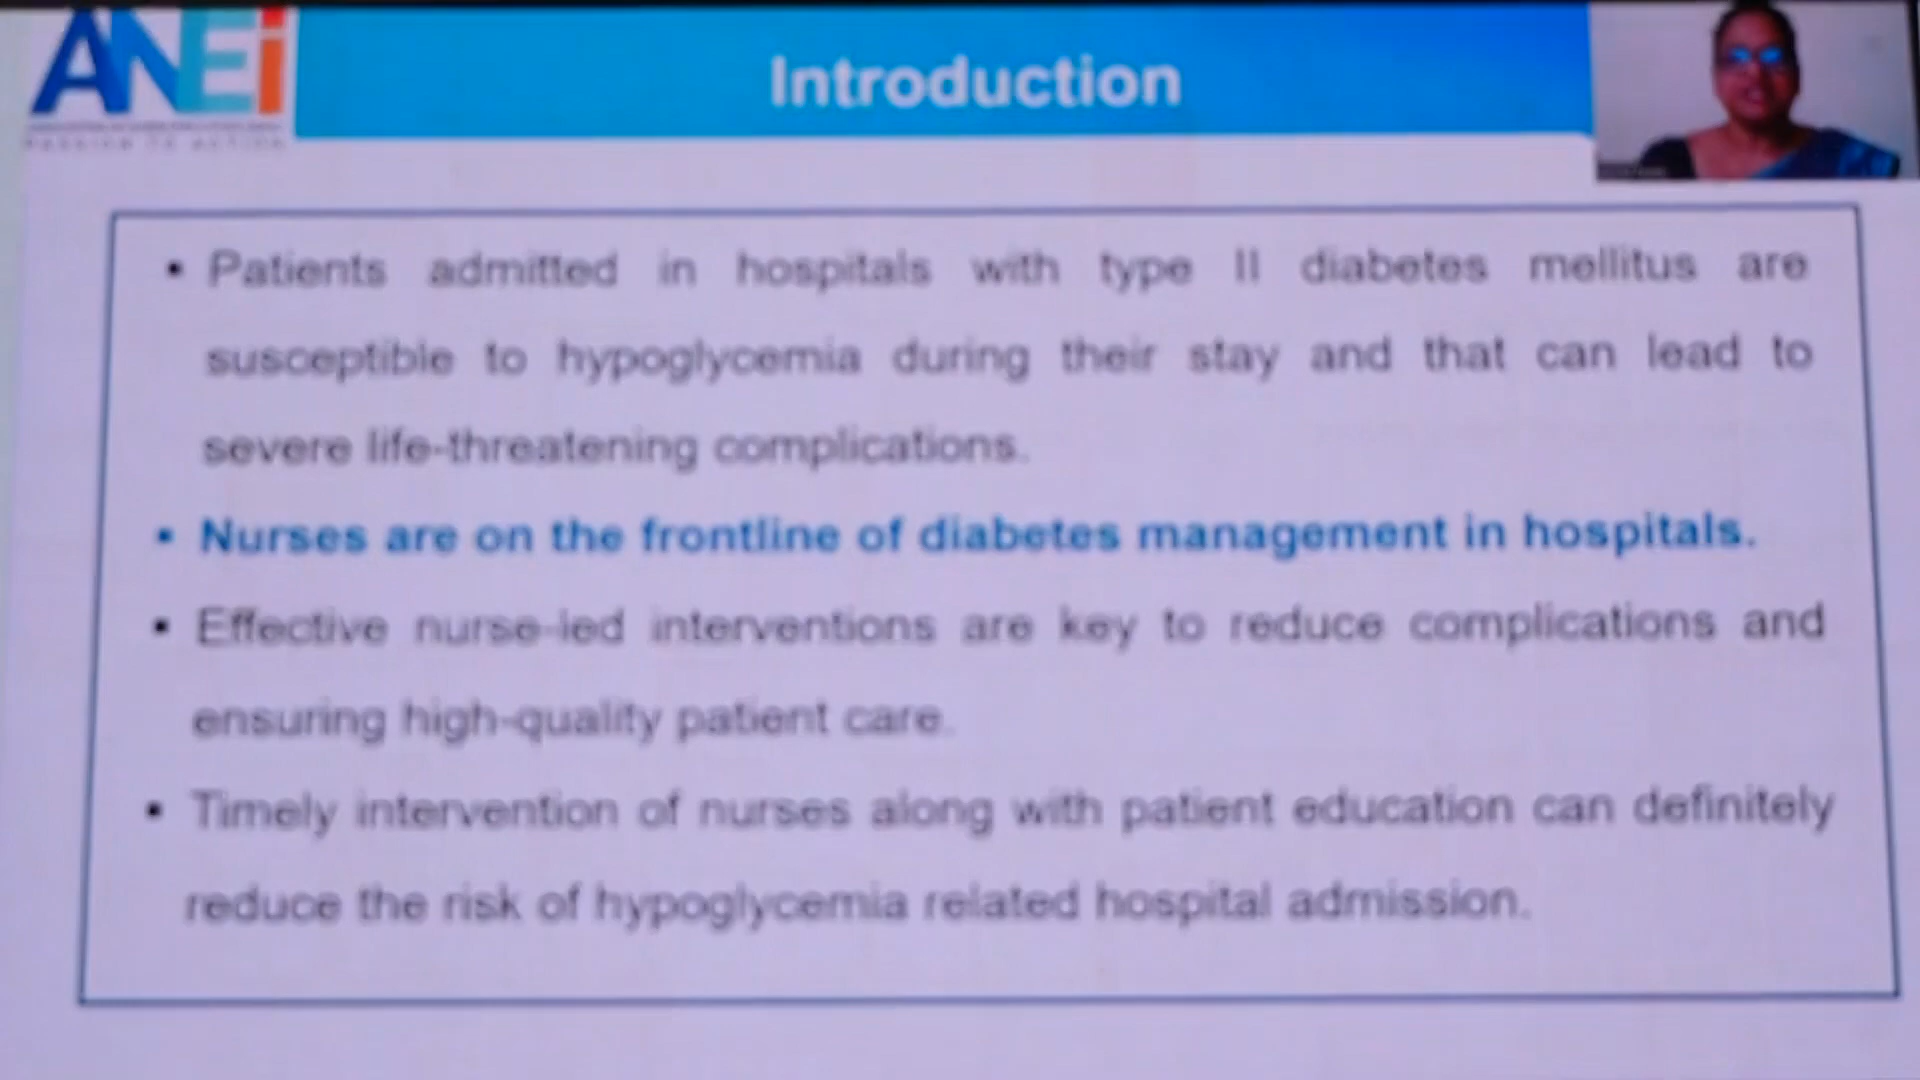 ANEi
PASSION TO ACTION
Introduction
▪ Patients admitted in hospitals with type II diabetes mellitus are
susceptible to hypoglycemia during their stay and that can lead to
severe life-threatening complications.
▪ Nurses are on the frontline of diabetes management in hospitals.
▪ Effective nurse-led interventions are key to reduce complications and
ensuring high-quality patient care.
▪ Timely intervention of nurses along with patient education can definitely
reduce the risk of hypoglycemia related hospital admission.